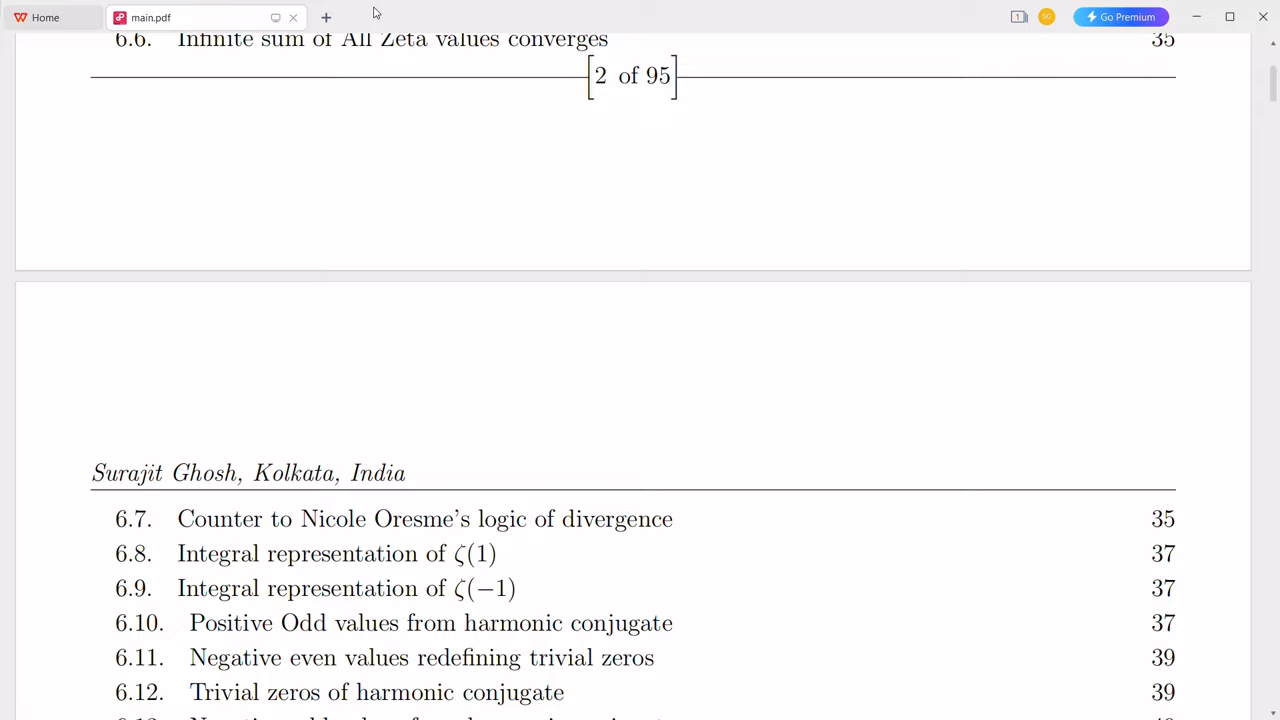 Home
main.pdf
1
SG
Go Premium
6.6. Infinite sum of All Zeta values converges 35
2 of 95
Surajit Ghosh, Kolkata, India
6.7. Counter to Nicole Oresme's logic of divergence 35
6.8. Integral representation of ζ(1) 37
6.9. Integral representation of ζ(−1) 37
6.10. Positive Odd values from harmonic conjugate 37
6.11. Negative even values redefining trivial zeros 39
6.12. Trivial zeros of harmonic conjugate 39